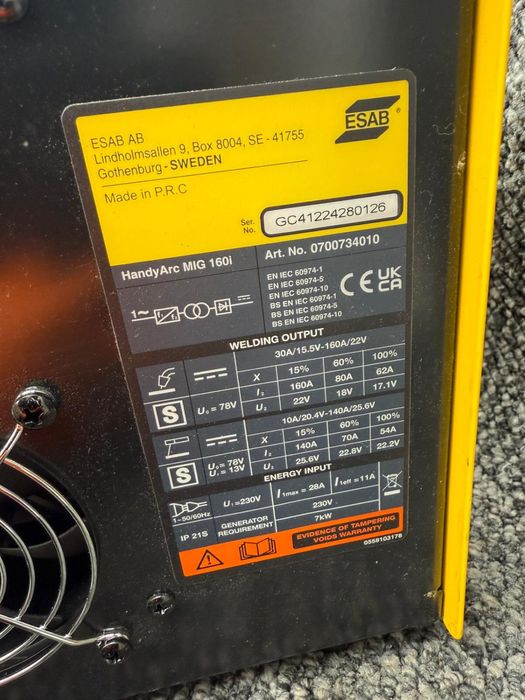 ESAB AB
Lindholmsallen 9, Box 8004, SE - 41755
Gothenburg - SWEDEN
Made in P.R.C
ESAB
Ser. No. GC41224280126
HandyArc MIG 160i
Art. No. 0700734010
EN IEC 60974-1
EN IEC 60974-5
EN IEC 60974-10
BS EN IEC 60974-1
BS EN IEC 60974-5
BS EN IEC 60974-10
CE UK CA
1~
WELDING OUTPUT
30A/15.5V-160A/22V
X 15% 60% 100%
S U₀ = 78V
I₂ 160A 80A 62A
U₂ 22V 18V 17.1V
10A/20.4V-140A/25.6V
X 15% 60% 100%
S U₀ = 78V
Uᵣ = 13V
I₂ 140A 70A 54A
U₂ 25.6V 22.8V 22.2V
ENERGY INPUT
1~50/60Hz
U₁ =230V
I₁max = 28A
I₁eff = 11A
230V
IP 21S
GENERATOR REQUIREMENT
7kW
EVIDENCE OF TAMPERING
VOIDS WARRANTY
0558103178